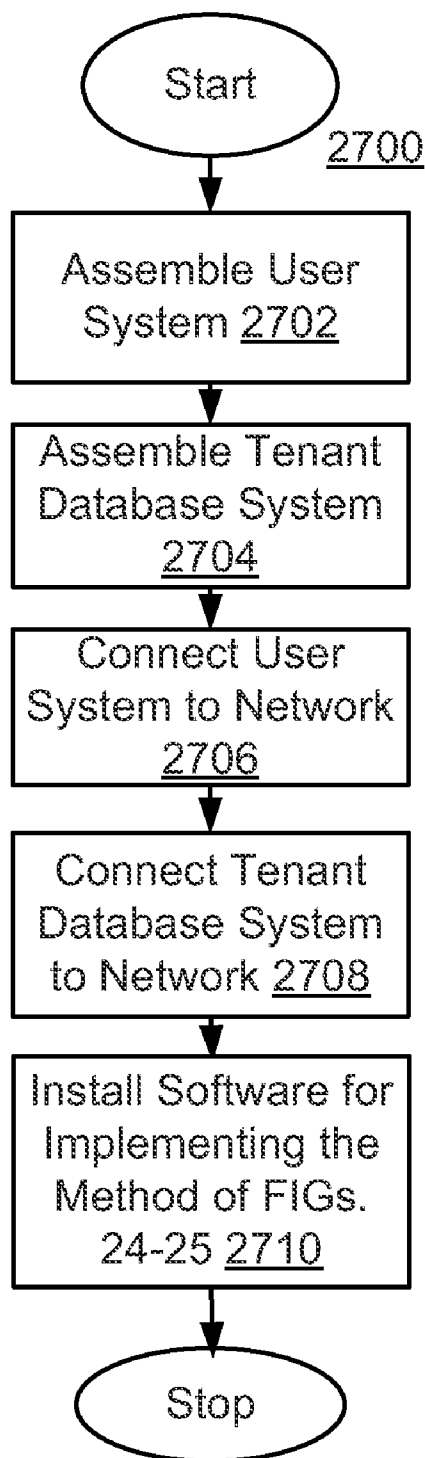 Start
2700
Assemble User
System 2702
Assemble Tenant
Database System
2704
Connect User
System to Network
2706
Connect Tenant
Database System
to Network 2708
Install Software for
Implementing the
Method of FIGs.
24-25 2710
Stop